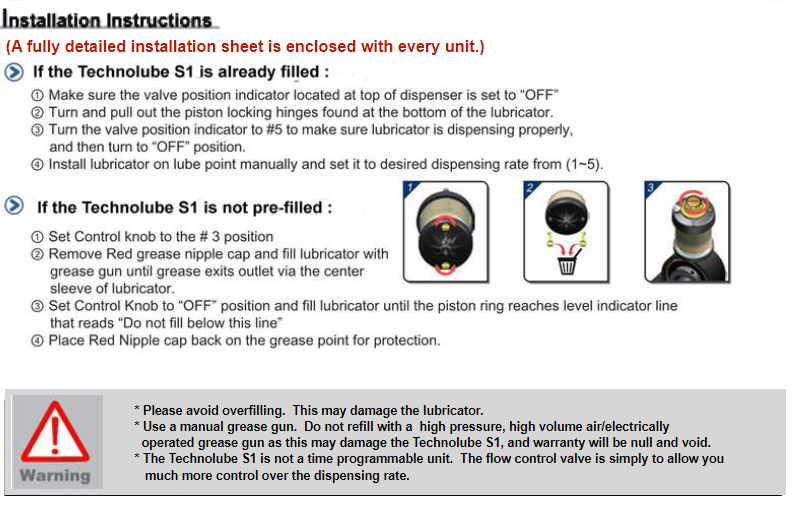 Installation Instructions
(A fully detailed installation sheet is enclosed with every unit.)
If the Technolube S1 is already filled :
① Make sure the valve position indicator located at top of dispenser is set to “OFF”
② Turn and pull out the piston locking hinges found at the bottom of the lubricator.
③ Turn the valve position indicator to #5 to make sure lubricator is dispensing properly,
and then turn to “OFF” position.
④ Install lubricator on lube point manually and set it to desired dispensing rate from (1~5).
If the Technolube S1 is not pre-filled :
① Set Control knob to the # 3 position
② Remove Red grease nipple cap and fill lubricator with
grease gun until grease exits outlet via the center
sleeve of lubricator.
③ Set Control Knob to “OFF” position and fill lubricator until the piston ring reaches level indicator line
that reads “Do not fill below this line”
④ Place Red Nipple cap back on the grease point for protection.
1
2
3
Warning
* Please avoid overfilling. This may damage the lubricator.
* Use a manual grease gun. Do not refill with a high pressure, high volume air/electrically
operated grease gun as this may damage the Technolube S1, and warranty will be null and void.
* The Technolube S1 is not a time programmable unit. The flow control valve is simply to allow you
much more control over the dispensing rate.